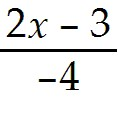 2x – 3
–4